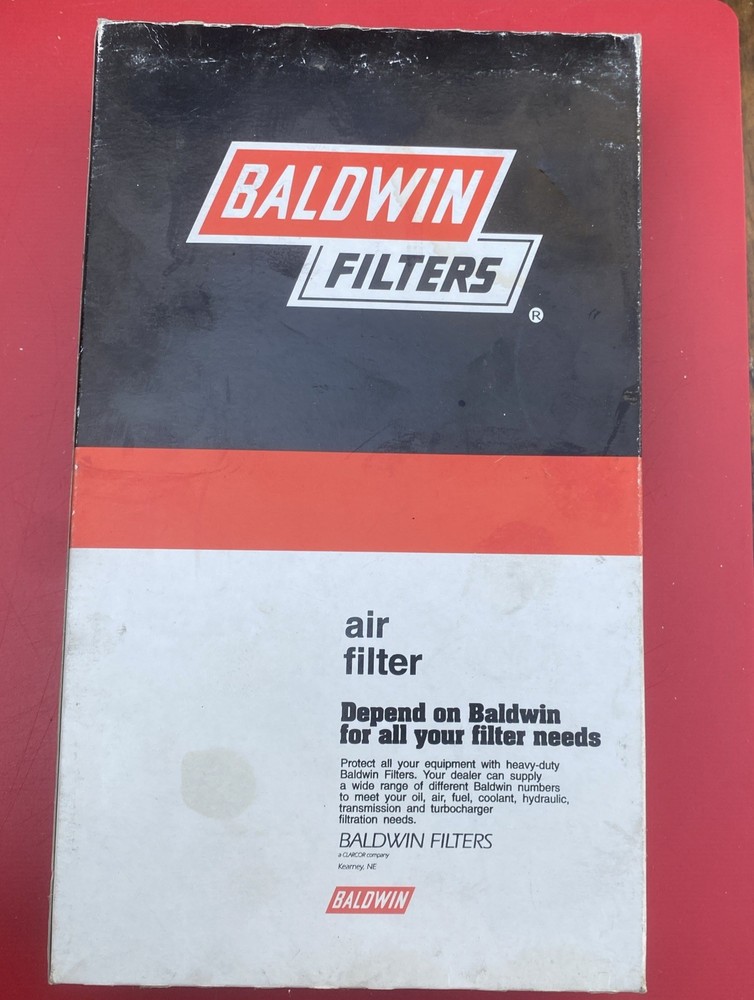 BALDWIN
FILTERS
®
air
filter
Depend on Baldwin
for all your filter needs
Protect all your equipment with heavy-duty
Baldwin Filters. Your dealer can supply
a wide range of different Baldwin numbers
to meet your oil, air, fuel, coolant, hydraulic,
transmission and turbocharger
filtration needs.
BALDWIN FILTERS
a CLARCOR company
Kearney, NE
BALDWIN